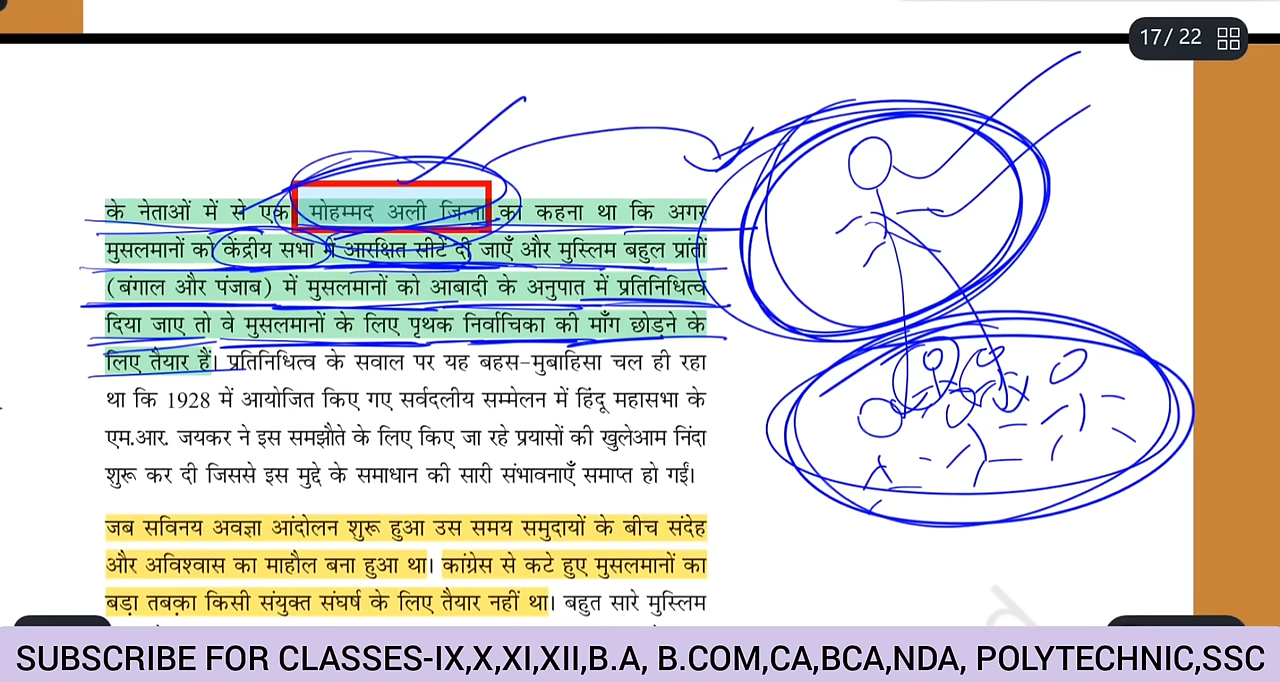 17/ 22
के नेताओं में से एक मोहम्मद अली जिन्ना का कहना था कि अगर
मुसलमानों को केंद्रीय सभा में आरक्षित सीटें दी जाएँ और मुस्लिम बहुल प्रांतों
(बंगाल और पंजाब) में मुसलमानों को आबादी के अनुपात में प्रतिनिधित्व
दिया जाए तो वे मुसलमानों के लिए पृथक निर्वाचिका की माँग छोड़ने के
लिए तैयार हैं। प्रतिनिधित्व के सवाल पर यह बहस-मुबाहिसा चल ही रहा
था कि 1928 में आयोजित किए गए सर्वदलीय सम्मेलन में हिंदू महासभा के
एम.आर. जयकर ने इस समझौते के लिए किए जा रहे प्रयासों की खुलेआम निंदा
शुरू कर दी जिससे इस मुद्दे के समाधान की सारी संभावनाएँ समाप्त हो गईं।
जब सविनय अवज्ञा आंदोलन शुरू हुआ उस समय समुदायों के बीच संदेह
और अविश्वास का माहौल बना हुआ था। कांग्रेस से कटे हुए मुसलमानों का
बड़ा तबक़ा किसी संयुक्त संघर्ष के लिए तैयार नहीं था। बहुत सारे मुस्लिम
SUBSCRIBE FOR CLASSES-IX,X,XI,XII,B.A, B.COM,CA,BCA,NDA, POLYTECHNIC,SSC